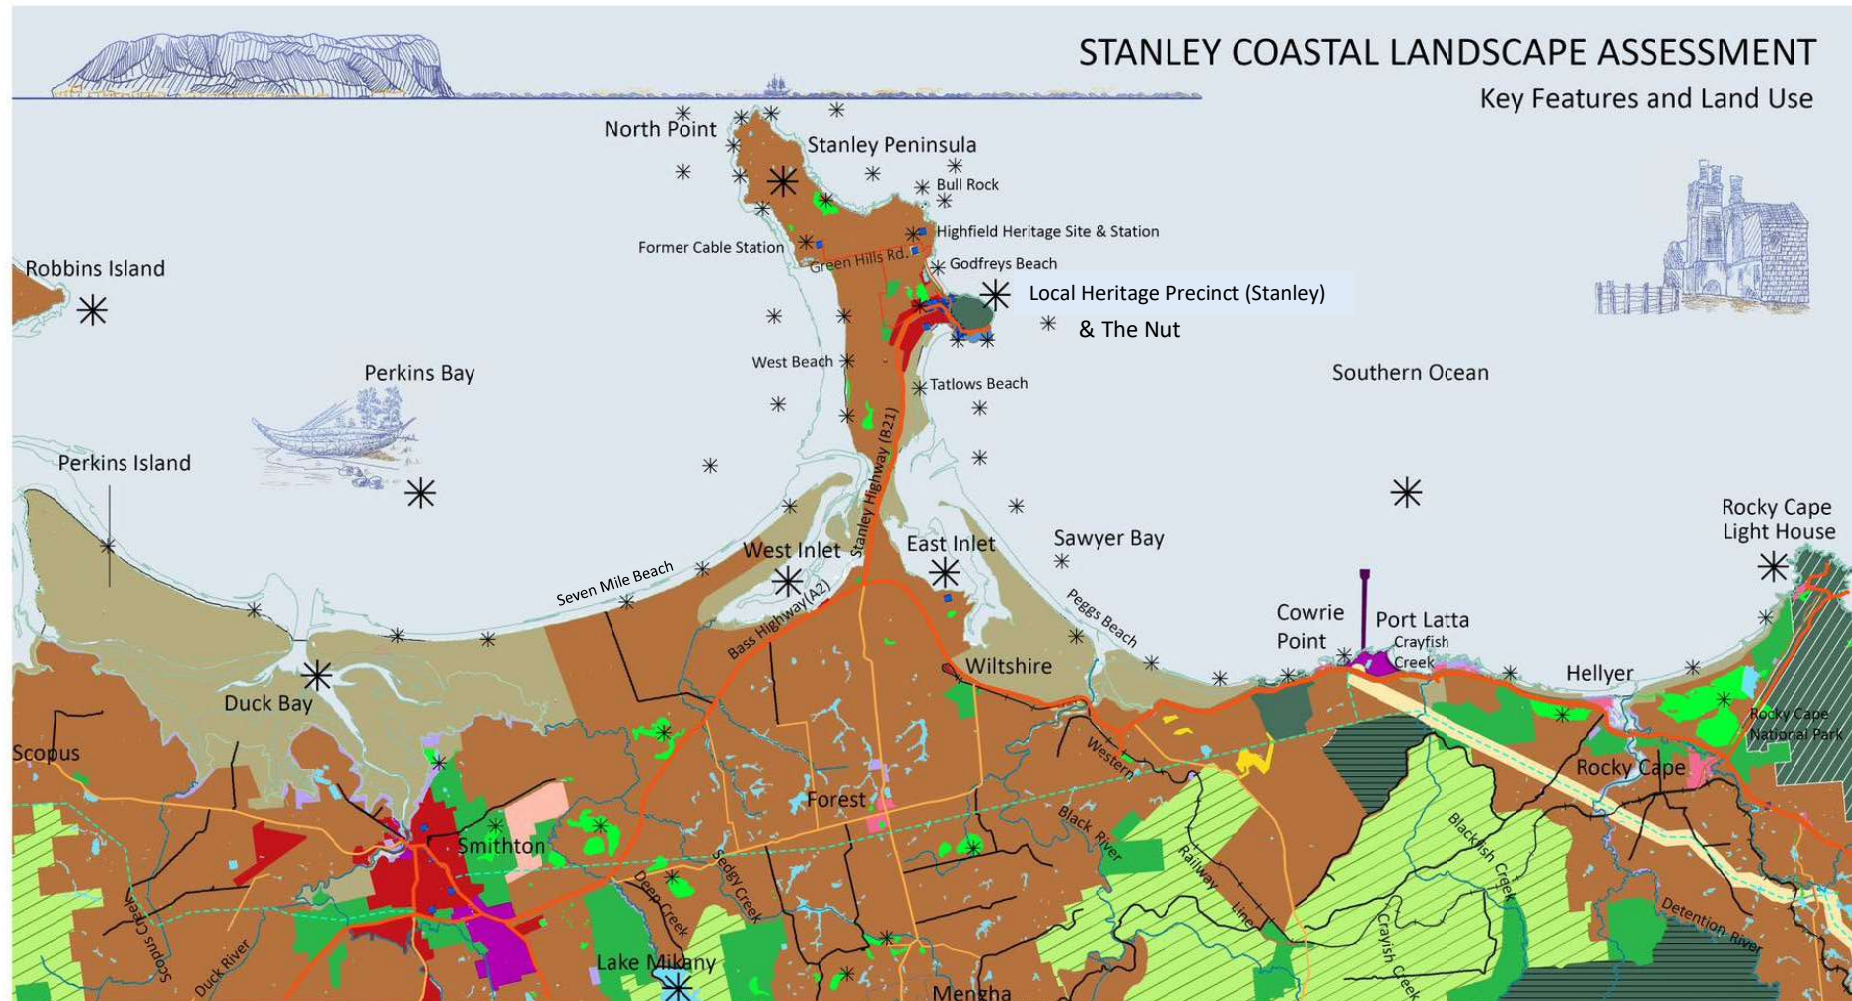 STANLEY COASTAL LANDSCAPE ASSESSMENT
Key Features and Land Use
North Point
Stanley Peninsula
Bull Rock
Highfield Heritage Site & Station
Former Cable Station
Green Hills Rd.
Godfreys Beach
Robbins Island
Local Heritage Precinct (Stanley)
& The Nut
West Beach
Perkins Bay
Tatlows Beach
Southern Ocean
Stanley Highway (B21)
Perkins Island
Rocky Cape
Light House
West Inlet
East Inlet
Sawyer Bay
Seven Mile Beach
Bass Highway (A2)
Peggs Beach
Cowrie
Point
Port Latta
Crayfish
Creek
Wiltshire
Hellyer
Duck Bay
Rocky Cape
National Park
Scopus
Western
Rocky Cape
Forest
Black River
Blackfish Creek
Smithton
Railway
Line
Sedgy Creek
Deep Creek
Scopus Creek
Duck River
Crayish Creek
Detention River
Lake Mikany
Mengha